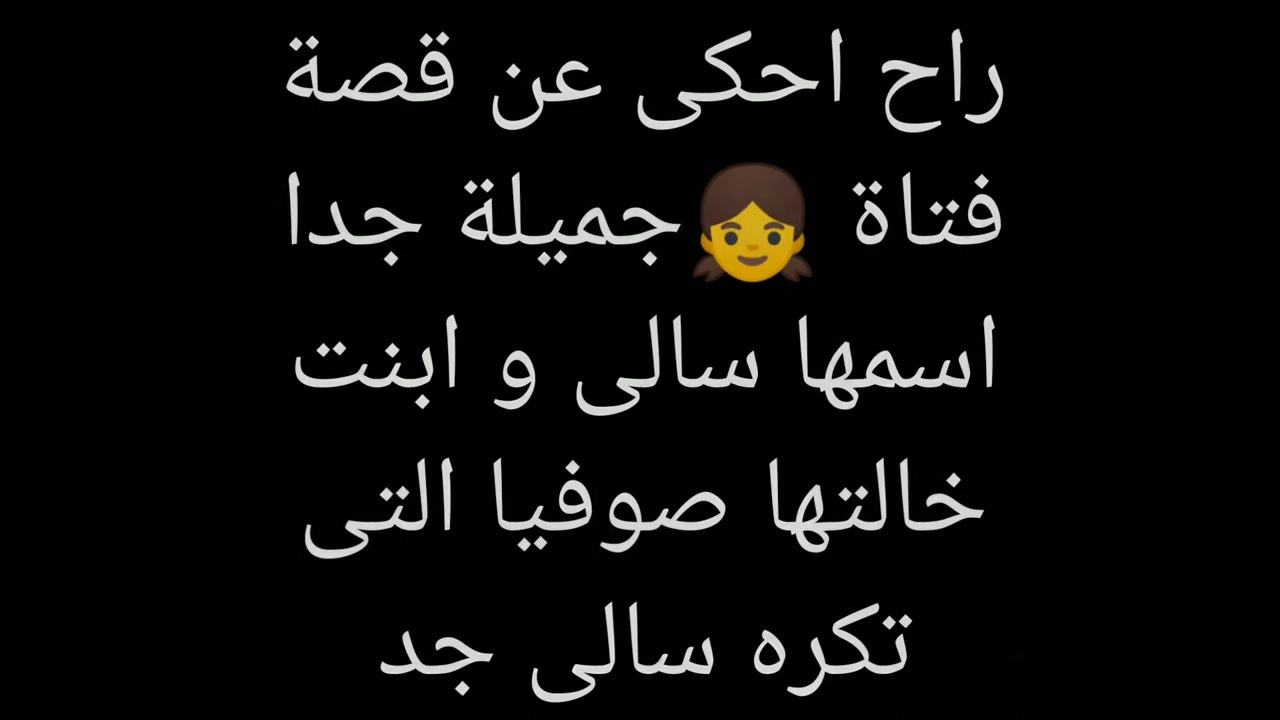 راح احكى عن قصة
فتاة 👧جميلة جدا
اسمها سالى و ابنت
خالتها صوفيا التى
تكره سالى جد